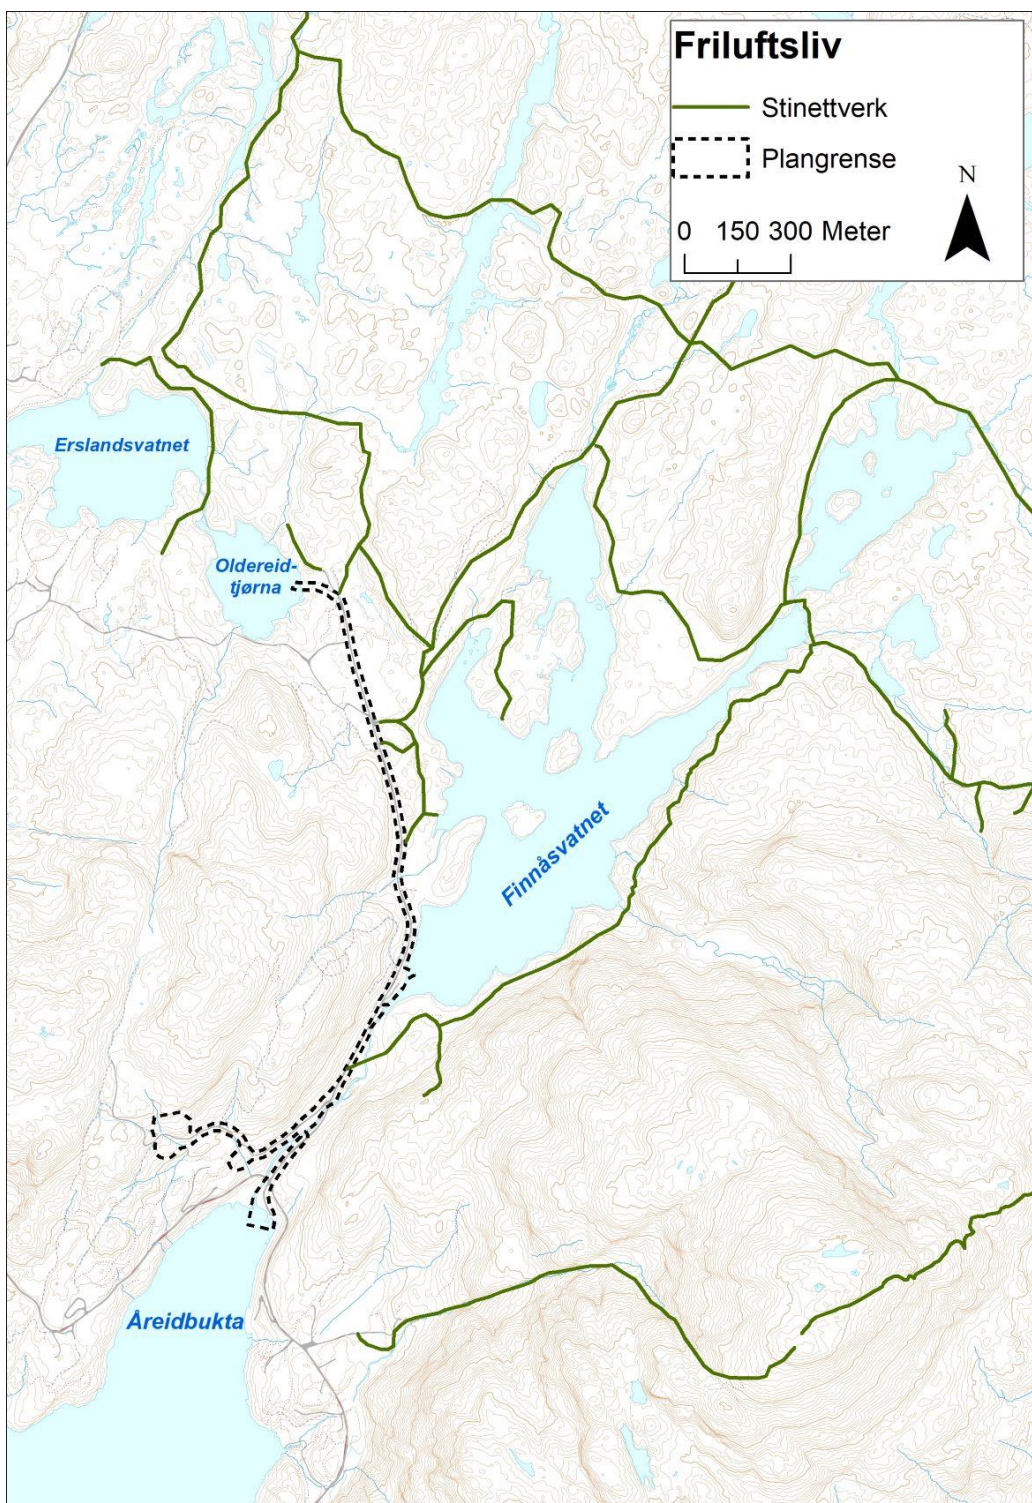 Friluftsliv
Stinettverk
Plangrense
N
0 150 300 Meter
Erslandsvatnet
Oldereid-
tjørna
Finnåsvatnet
Åreidbukta